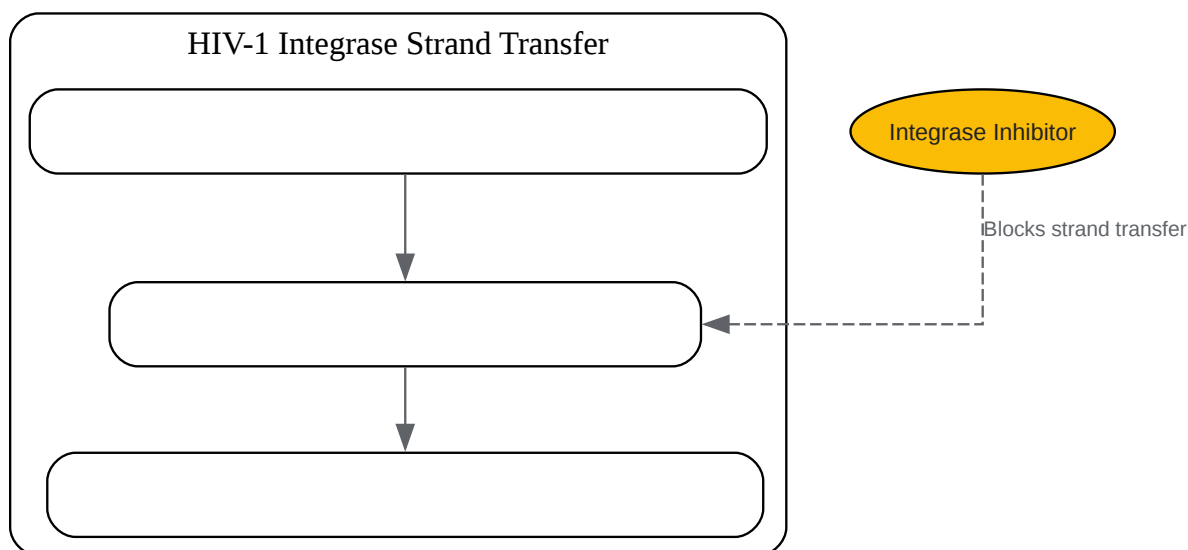 HIV-1 Integrase Strand Transfer
Integrase Inhibitor
Blocks strand transfer